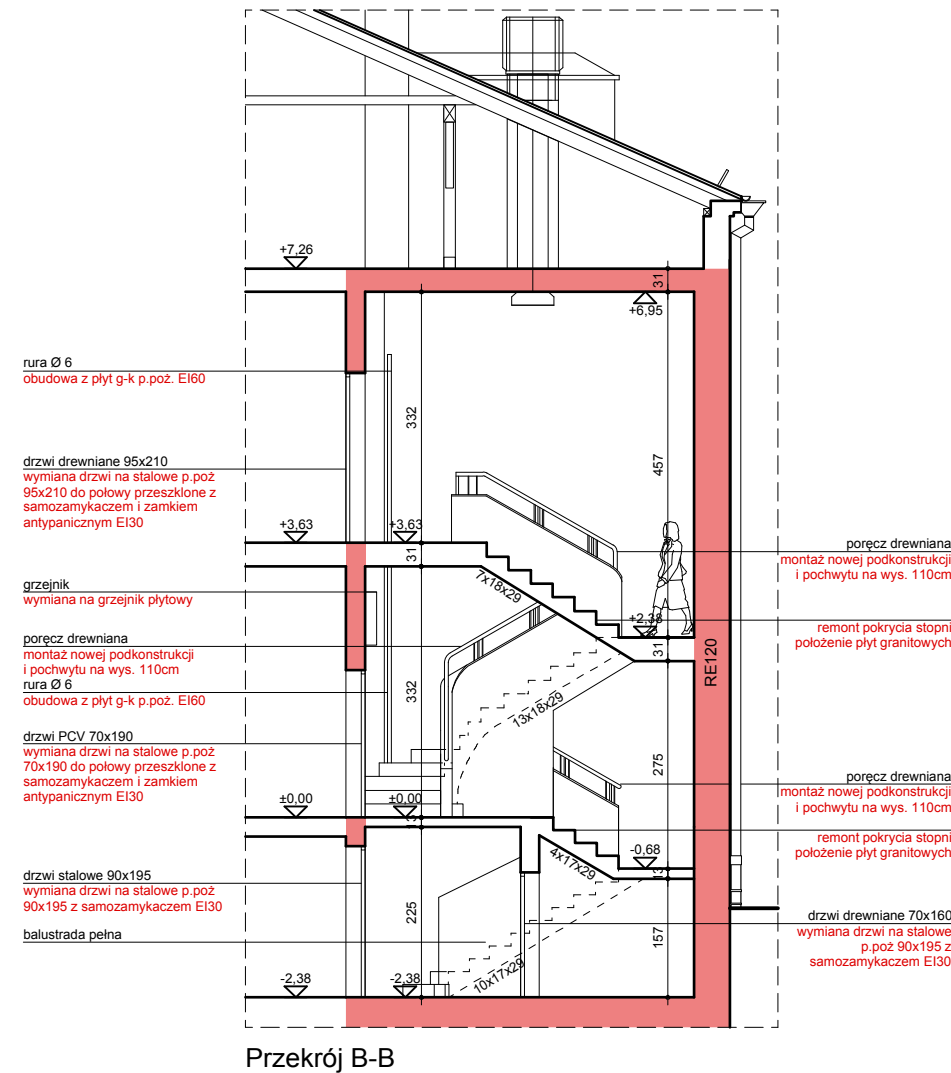 +7,26
31
+6,95
rura Ø 6
obudowa z płyt g-k p.poż. EI60
332
457
drzwi drewniane 95x210
wymiana drzwi na stalowe p.poż
95x210 do połowy przeszklone z
samozamykaczem i zamkiem
antypanicznym EI30
+3,63
+3,63
31
poręcz drewniana
montaż nowej podkonstrukcji
i pochwytu na wys. 110cm
7x18x29
grzejnik
wymiana na grzejnik płytowy
+2,38
remont pokrycia stopni
położenie płyt granitowych
31
RE120
poręcz drewniana
montaż nowej podkonstrukcji
i pochwytu na wys. 110cm
rura Ø 6
obudowa z płyt g-k p.poż. EI60
332
13x18x29
275
drzwi PCV 70x190
wymiana drzwi na stalowe p.poż
70x190 do połowy przeszklone z
samozamykaczem i zamkiem
antypanicznym EI30
poręcz drewniana
montaż nowej podkonstrukcji
i pochwytu na wys. 110cm
±0,00
±0,00
13
remont pokrycia stopni
położenie płyt granitowych
-0,68
4x17x29
13
drzwi stalowe 90x195
wymiana drzwi na stalowe p.poż
90x195 z samozamykaczem EI30
225
157
balustrada pełna
drzwi drewniane 70x160
wymiana drzwi na stalowe
p.poż 90x195 z
samozamykaczem EI30
10x17x29
-2,38
-2,38
Przekrój B-B